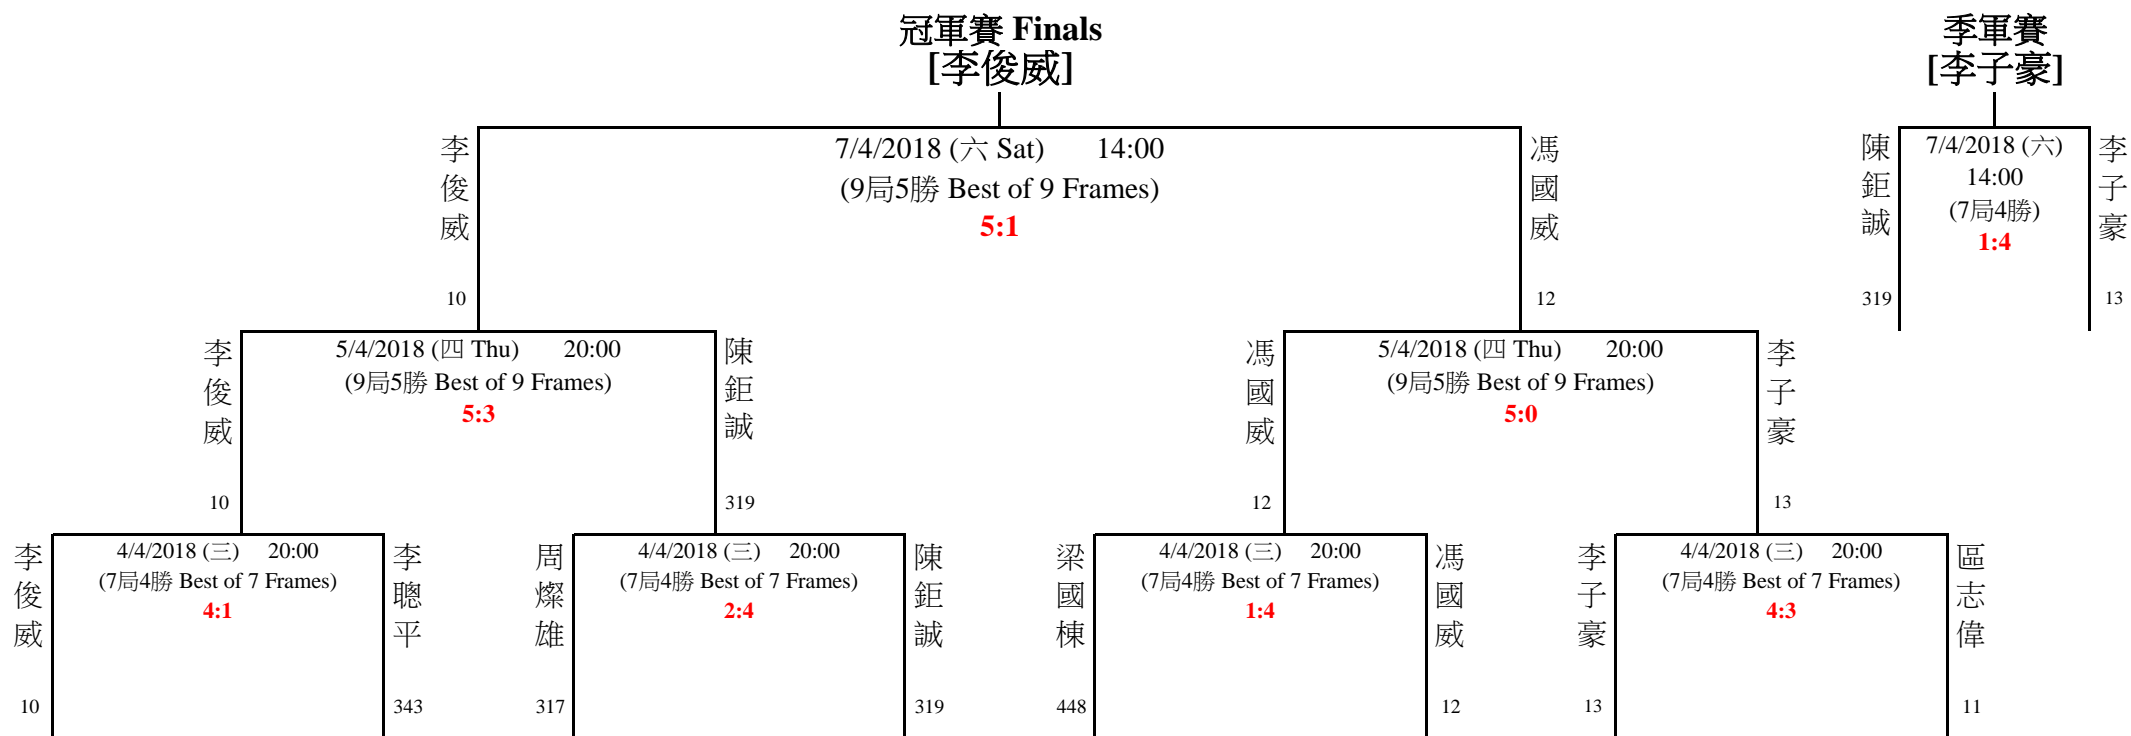 冠軍賽 Finals
[李俊威]
季軍賽
[李子豪]
李俊威
7/4/2018 (六 Sat) 14:00
(9局5勝 Best of 9 Frames)
5:1
馮國威
10
12
陳鉅誠
7/4/2018 (六)
14:00
(7局4勝)
1:4
李子豪
319
13
李俊威
5/4/2018 (四 Thu) 20:00
(9局5勝 Best of 9 Frames)
5:3
陳鉅誠
10
319
馮國威
5/4/2018 (四 Thu) 20:00
(9局5勝 Best of 9 Frames)
5:0
李子豪
12
13
李俊威
4/4/2018 (三) 20:00
(7局4勝 Best of 7 Frames)
4:1
李聰平
10
343
周燦雄
4/4/2018 (三) 20:00
(7局4勝 Best of 7 Frames)
2:4
陳鉅誠
317
319
梁國棟
4/4/2018 (三) 20:00
(7局4勝 Best of 7 Frames)
1:4
馮國威
448
12
李子豪
4/4/2018 (三) 20:00
(7局4勝 Best of 7 Frames)
4:3
區志偉
13
11